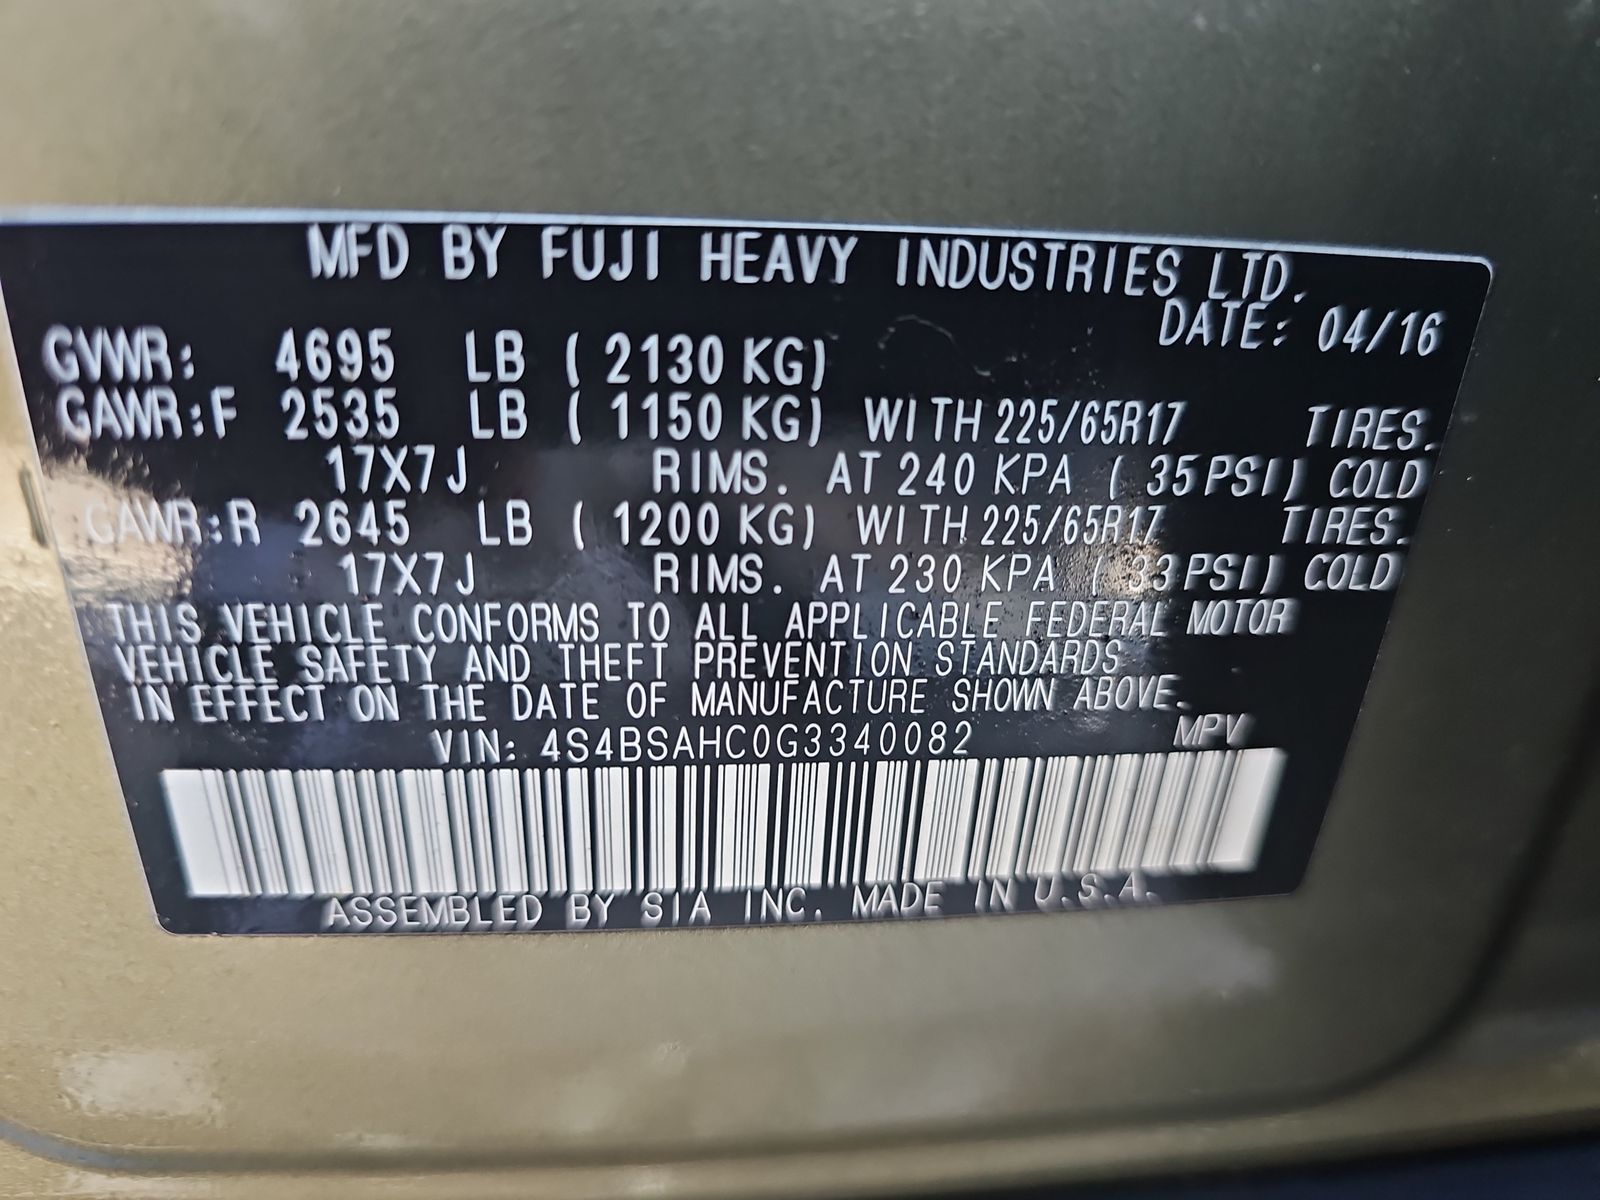 MFD BY FUJI HEAVY INDUSTRIES LTD.
DATE: 04/16
GVWR: 4695 LB ( 2130 KG)
GAWR:F 2535 LB ( 1150 KG) WITH 225/65R17 TIRES.
17X7J RIMS. AT 240 KPA ( 35PSI) COLD
GAWR:R 2645 LB ( 1200 KG) WITH 225/65R17 TIRES.
17X7J RIMS. AT 230 KPA ( 33PSI) COLD
THIS VEHICLE CONFORMS TO ALL APPLICABLE FEDERAL MOTOR
VEHICLE SAFETY AND THEFT PREVENTION STANDARDS
IN EFFECT ON THE DATE OF MANUFACTURE SHOWN ABOVE.
VIN: 4S4BSAHC0G3340082 MPV
ASSEMBLED BY SIA INC. MADE IN U.S.A.